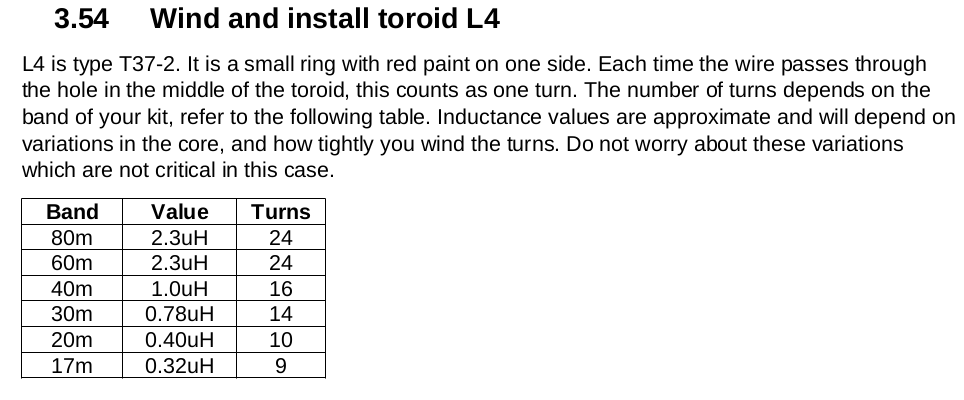 3.54 Wind and install toroid L4
L4 is type T37-2. It is a small ring with red paint on one side. Each time the wire passes through
the hole in the middle of the toroid, this counts as one turn. The number of turns depends on the
band of your kit, refer to the following table. Inductance values are approximate and will depend on
variations in the core, and how tightly you wind the turns. Do not worry about these variations
which are not critical in this case.
Band Value Turns
80m 2.3uH 24
60m 2.3uH 24
40m 1.0uH 16
30m 0.78uH 14
20m 0.40uH 10
17m 0.32uH 9